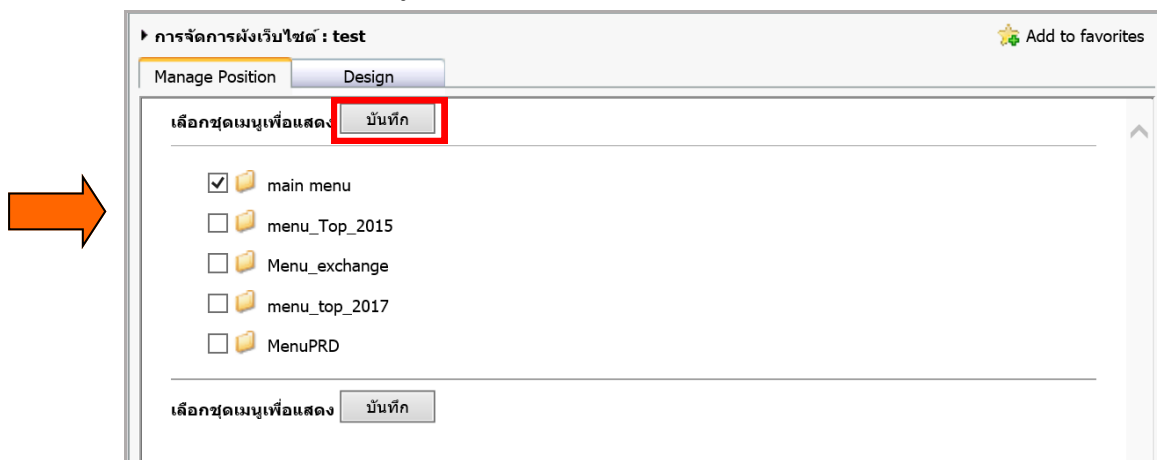 การจัดการผังเว็บไซต์ : test
Add to favorites
Manage Position
Design
เลือกชุดเมนูเพื่อแสดง บันทึก
main menu
menu_Top_2015
Menu_exchange
menu_top_2017
MenuPRD
เลือกชุดเมนูเพื่อแสดง บันทึก